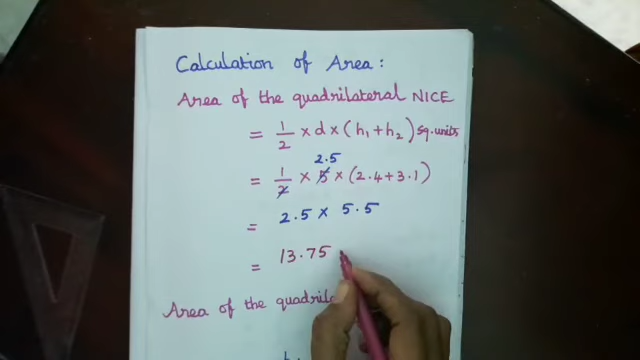 Calculation of Area :
Area of the quadrilateral NICE
= 1/2 × d × (h₁ + h₂) sq.units
2.5
= 1/2 × 5 × (2.4 + 3.1)
= 2.5 × 5.5
= 13.75
Area of the